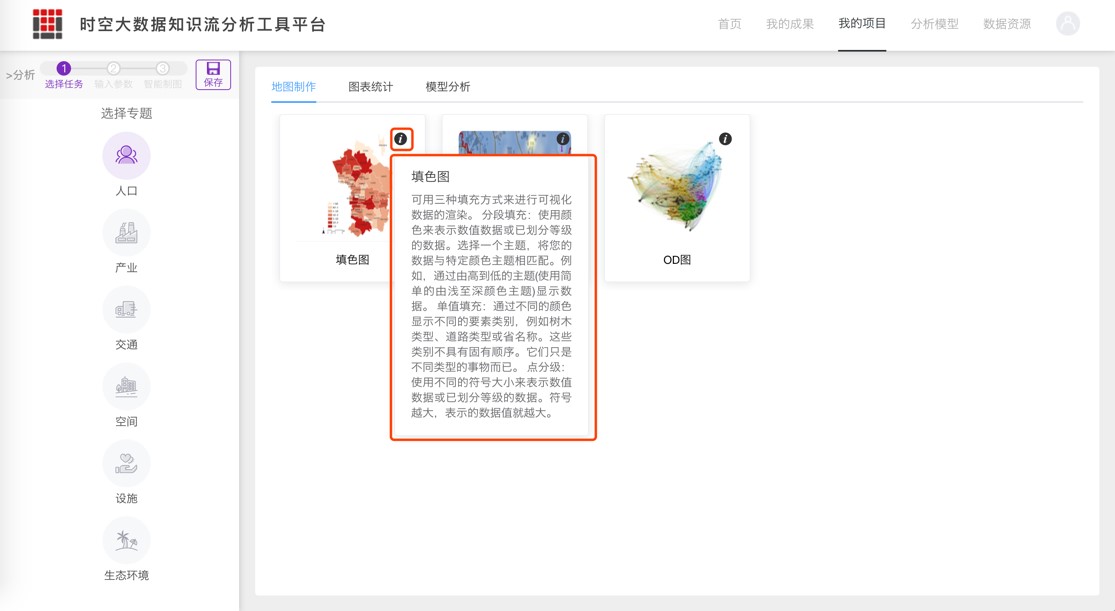 时空大数据知识流分析工具平台
首页
我的成果
我的项目
分析模型
数据资源
>分析
1
2
3
选择任务
输入参数
智能制图
保存
选择专题
人口
产业
交通
空间
设施
生态环境
地图制作
图表统计
模型分析
填色图
OD图
填色图
可用三种填充方式来进行可视化
数据的渲染。 分段填充：使用颜
色来表示数值数据或已划分等级
的数据。选择一个主题，将您的
数据与特定颜色主题相匹配。例
如，通过由高到低的主题(使用简
单的由浅至深颜色主题)显示数
据。 单值填充：通过不同的颜色
显示不同的要素类别，例如树木
类型、道路类型或省名称。这些
类别不具有固有顺序。它们只是
不同类型的事物而已。 点分级：
使用不同的符号大小来表示数值
数据或已划分等级的数据。符号
越大，表示的数据值就越大。